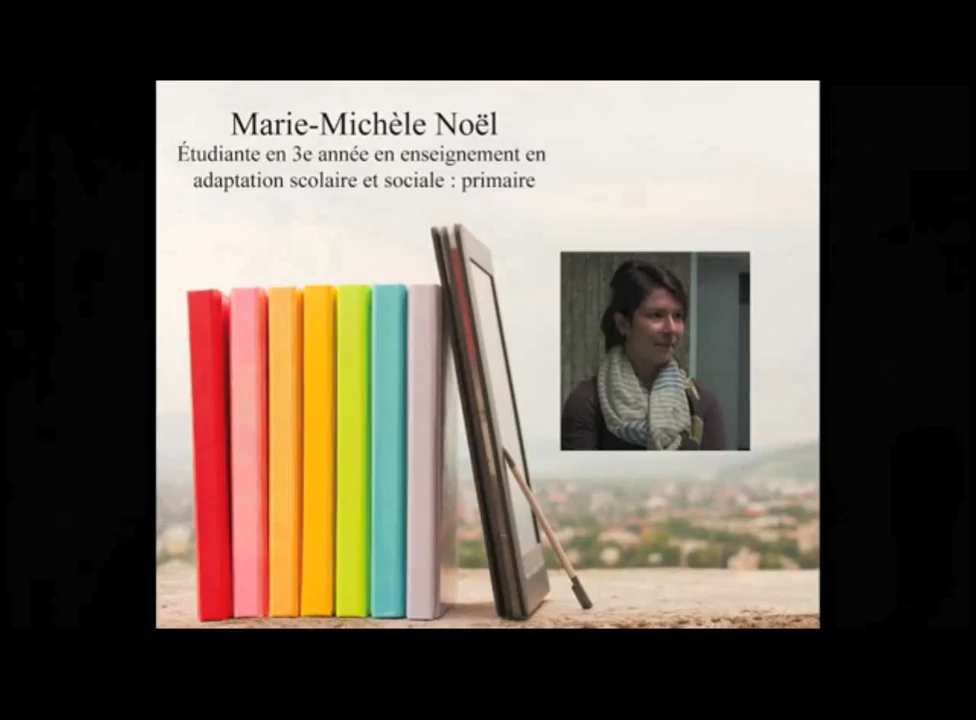 Marie-Michèle Noël
Étudiante en 3e année en enseignement en
adaptation scolaire et sociale : primaire